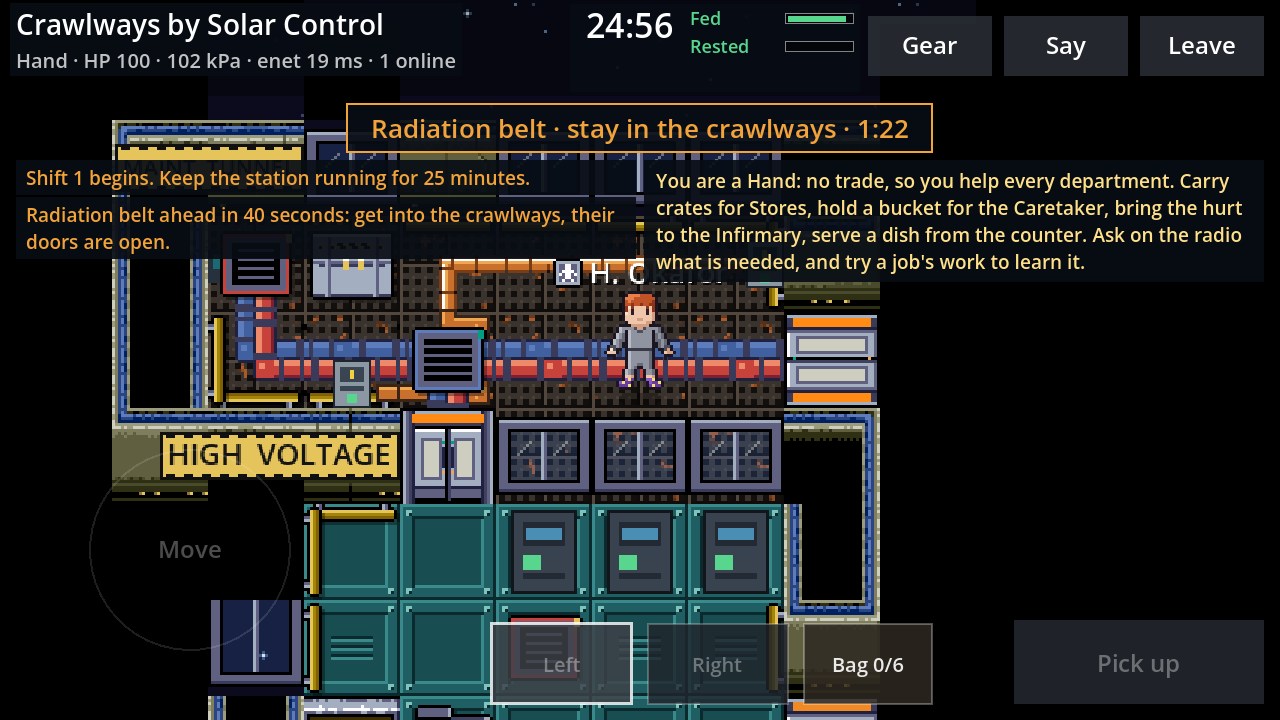 Crawlways by Solar Control
Hand · HP 100 · 102 kPa · enet 19 ms · 1 online
24:56
Fed
Rested
Gear
Say
Leave
Radiation belt · stay in the crawlways · 1:22
Shift 1 begins. Keep the station running for 25 minutes.
Radiation belt ahead in 40 seconds: get into the crawlways, their
doors are open.
You are a Hand: no trade, so you help every department. Carry
crates for Stores, hold a bucket for the Caretaker, bring the hurt
to the Infirmary, serve a dish from the counter. Ask on the radio
what is needed, and try a job's work to learn it.
H.
HIGH VOLTAGE
Move
Left
Right
Bag 0/6
Pick up